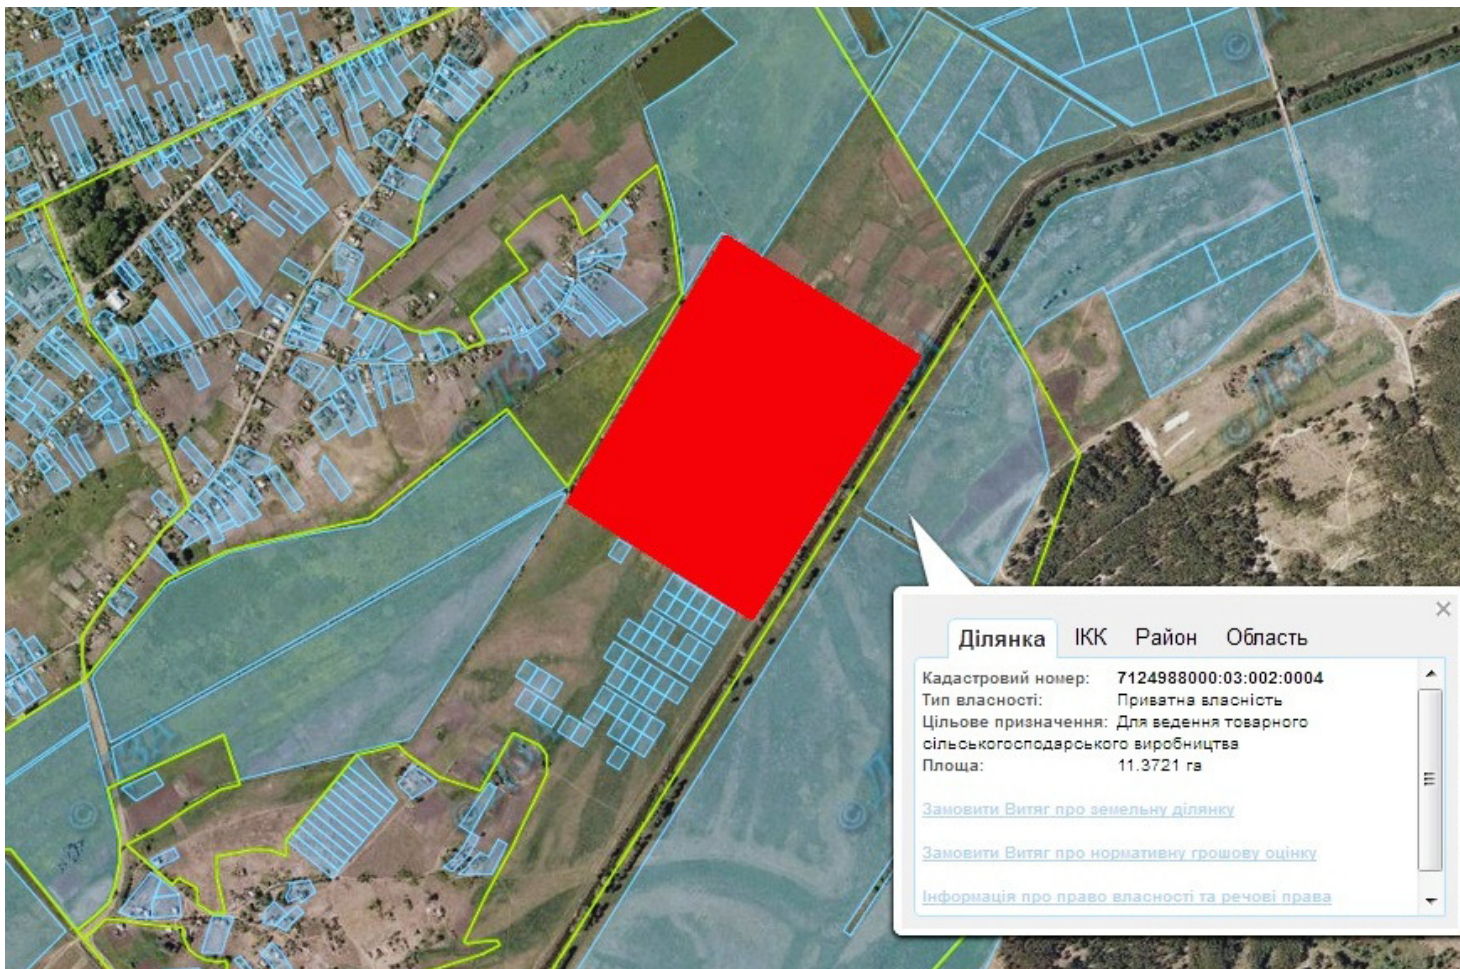 Ділянка ІКК Район Область
Кадастровий номер: 7124988000:03:002:0004
Тип власності: Приватна власність
Цільове призначення: Для ведення товарного
сільськогосподарського виробництва
Площа: 11.3721 га
Замовити Витяг про земельну ділянку
Замовити Витяг про нормативну грошову оцінку
Інформація про право власності та речові права